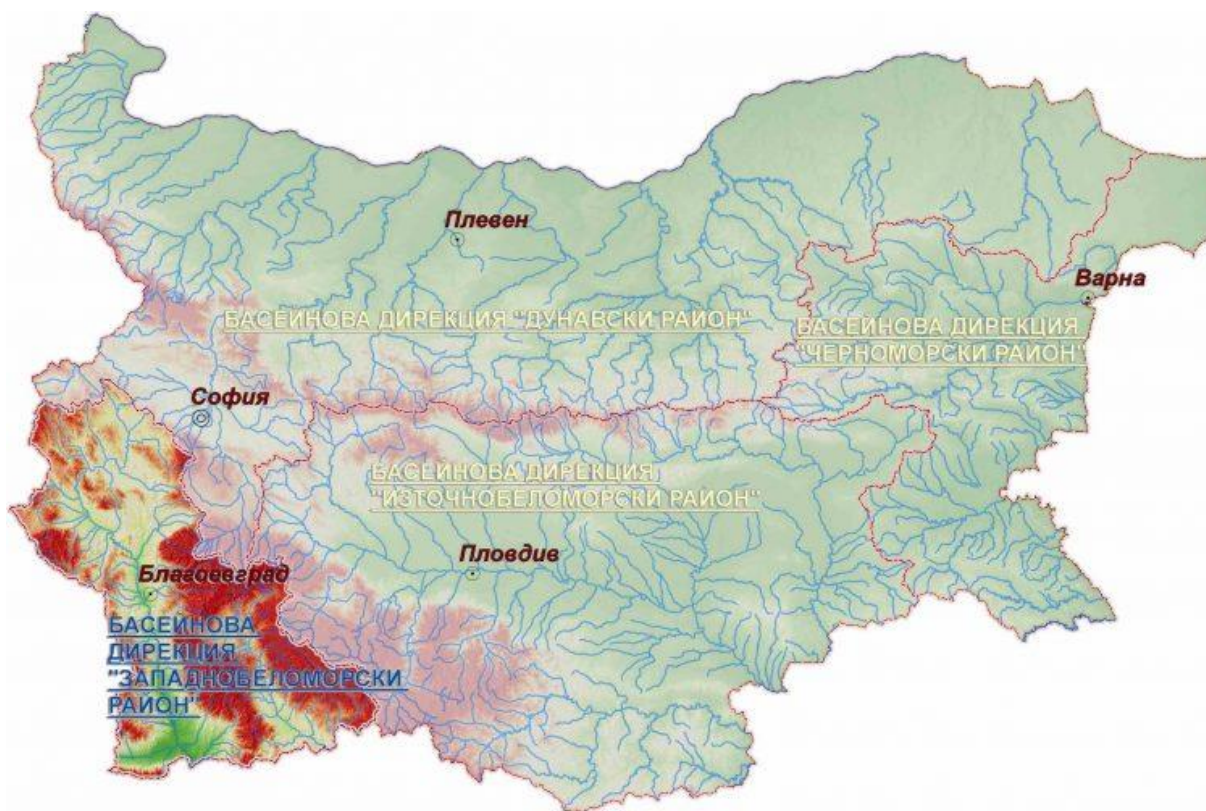 Плевен
Варна
БАСЕЙНОВА ДИРЕКЦИЯ "ДУНАВСКИ РАЙОН"
БАСЕЙНОВА ДИРЕКЦИЯ
"ЧЕРНОМОРСКИ РАЙОН"
София
БАСЕЙНОВА ДИРЕКЦИЯ
"ИЗТОЧНОБЕЛОМОРСКИ РАЙОН"
Пловдив
Благоевград
БАСЕЙНОВА
ДИРЕКЦИЯ
"ЗАПАДНОБЕЛОМОРСКИ
РАЙОН"